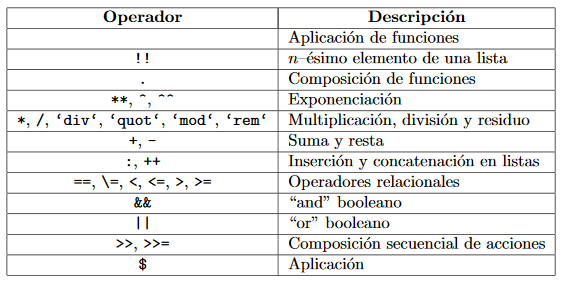 Operador Descripción
Aplicación de funciones
!! n–ésimo elemento de una lista
. Composición de funciones
**, ^, ^^ Exponenciación
*, /, ‘div‘, ‘quot‘, ‘mod‘, ‘rem‘ Multiplicación, división y residuo
+, - Suma y resta
:, ++ Inserción y concatenación en listas
==, \=, <, <=, >, >= Operadores relacionales
&& “and” booleano
|| “or” booleano
>>, >>= Composición secuencial de acciones
$ Aplicación